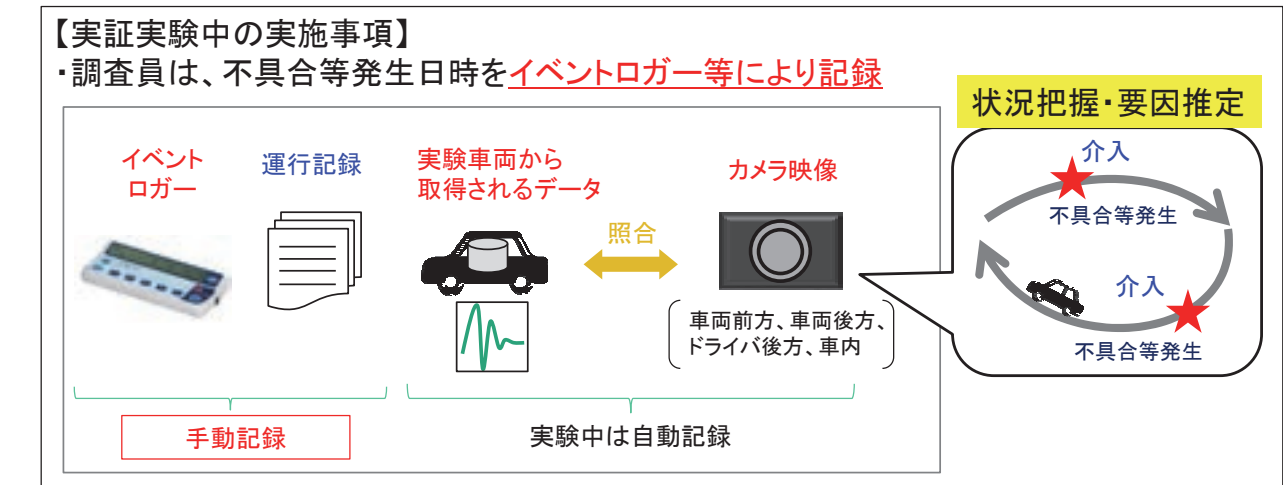 【実証実験中の実施事項】
・調査員は、不具合等発生日時をイベントロガー等により記録
状況把握・要因推定
イベント
ロガー
運行記録
実験車両から
取得されるデータ
照合
カメラ映像
車両前方、車両後方、
ドライバ後方、車内
手動記録
実験中は自動記録
介入
不具合等発生
介入
不具合等発生